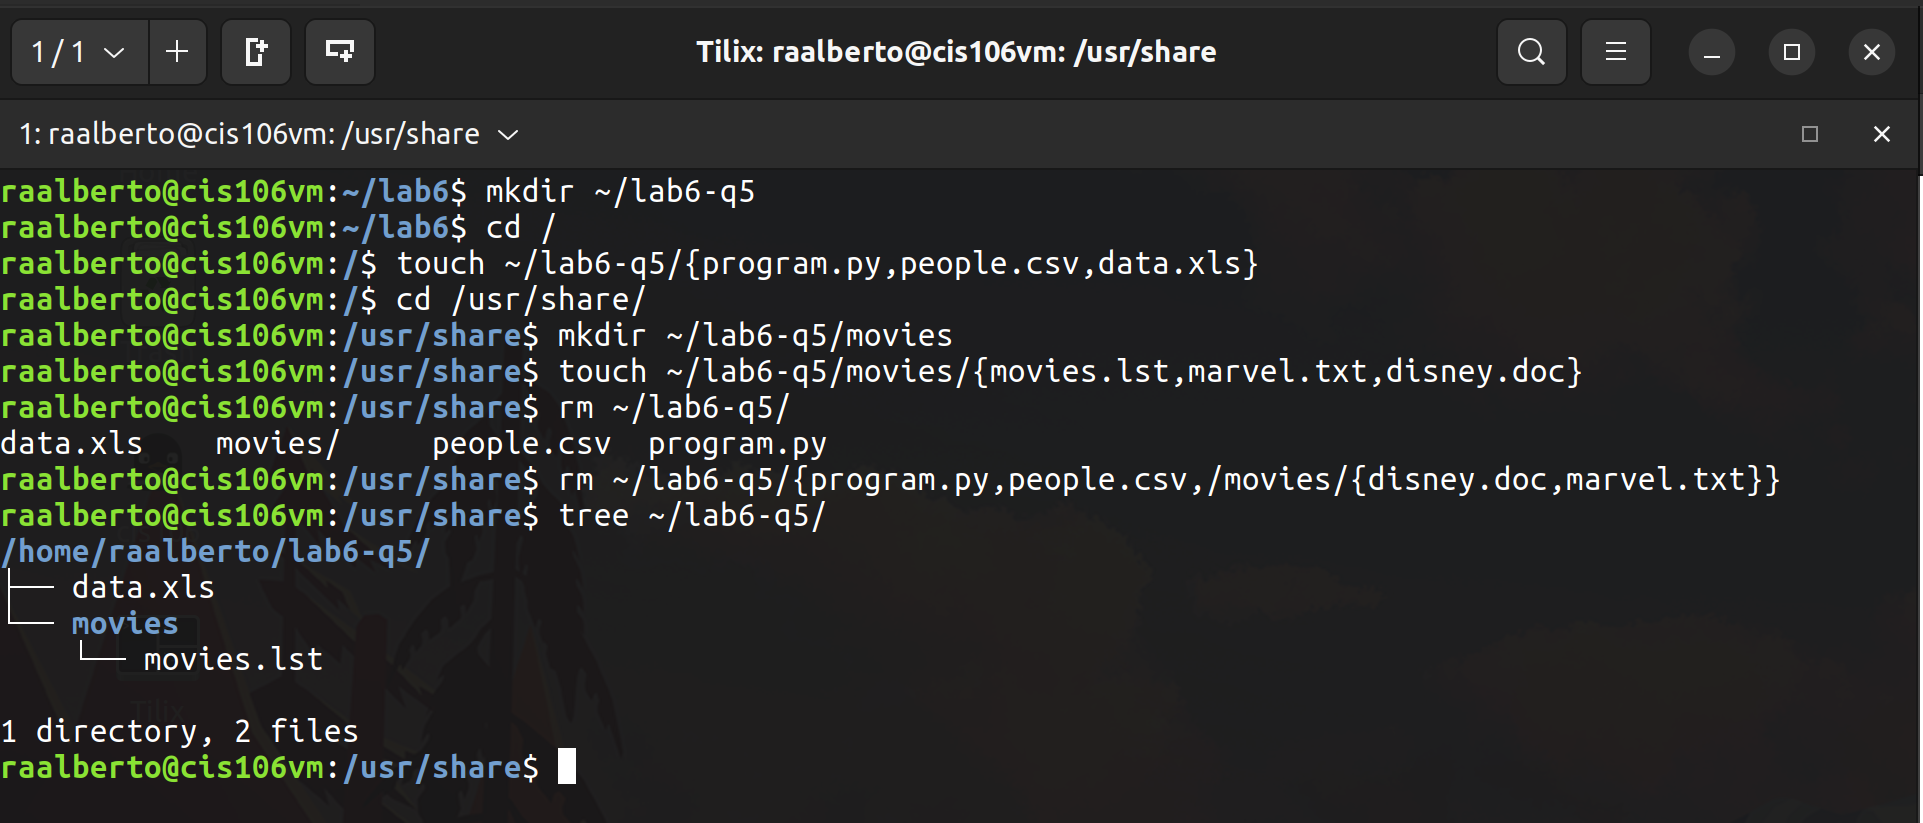 1 / 1
Tilix: raalberto@cis106vm: /usr/share
1: raalberto@cis106vm: /usr/share
raalberto@cis106vm:~/lab6$ mkdir ~/lab6-q5
raalberto@cis106vm:~/lab6$ cd /
raalberto@cis106vm:/$ touch ~/lab6-q5/{program.py,people.csv,data.xls}
raalberto@cis106vm:/$ cd /usr/share/
raalberto@cis106vm:/usr/share$ mkdir ~/lab6-q5/movies
raalberto@cis106vm:/usr/share$ touch ~/lab6-q5/movies/{movies.lst,marvel.txt,disney.doc}
raalberto@cis106vm:/usr/share$ rm ~/lab6-q5/
data.xls    movies/     people.csv  program.py
raalberto@cis106vm:/usr/share$ rm ~/lab6-q5/{program.py,people.csv,/movies/{disney.doc,marvel.txt}}
raalberto@cis106vm:/usr/share$ tree ~/lab6-q5/
/home/raalberto/lab6-q5/
├── data.xls
└── movies
    └── movies.lst
1 directory, 2 files
raalberto@cis106vm:/usr/share$
Tilix